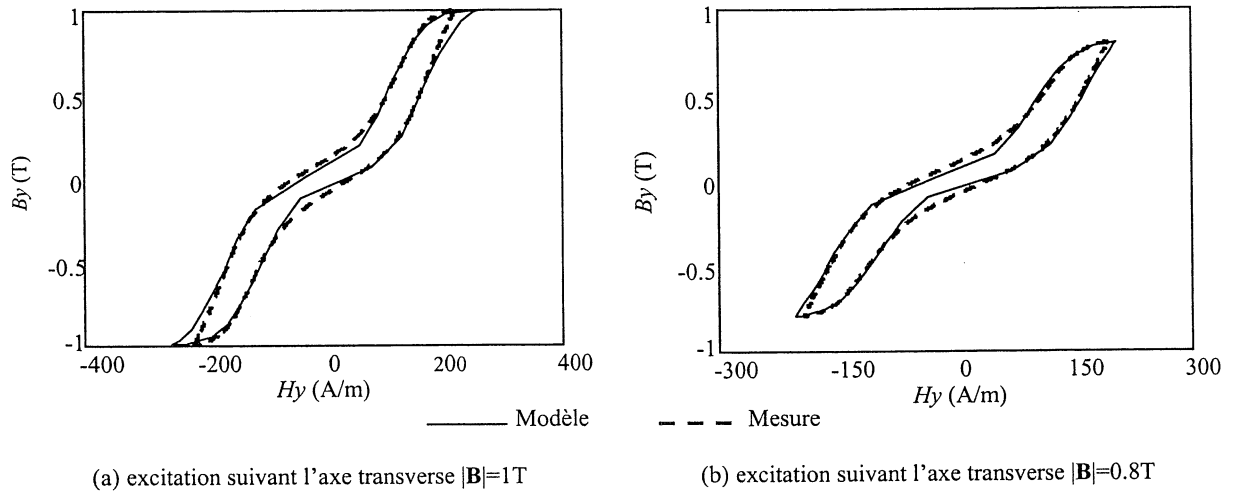 1
0.5
0
-0.5
-1
By (T)
-400
-200
0
200
400
Hy (A/m)
1
0.5
0
-0.5
-1
By (T)
-300
-150
0
150
300
Hy (A/m)
Modèle
Mesure
(a) excitation suivant l'axe transverse |B|=1T
(b) excitation suivant l'axe transverse |B|=0.8T